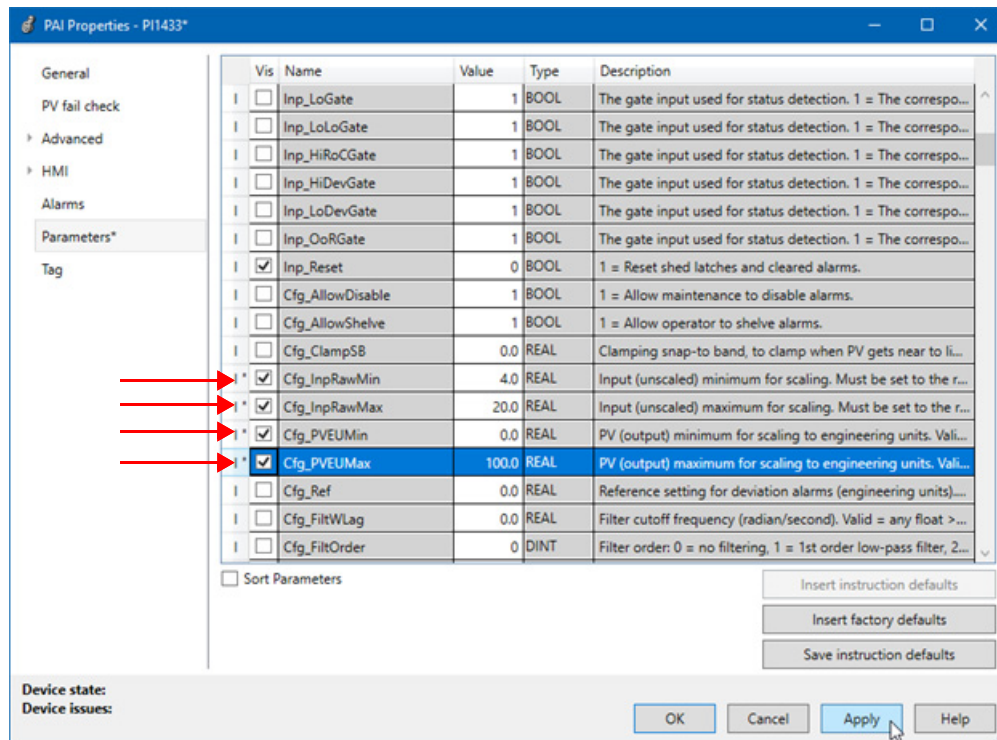 PAI Properties - PI1433*
General
PV fail check
Advanced
HMI
Alarms
Parameters*
Tag
Vis Name Value Type Description
I Inp_LoGate 1 BOOL The gate input used for status detection. 1 = The correspo...
I Inp_LoLoGate 1 BOOL The gate input used for status detection. 1 = The correspo...
I Inp_HiRoCGate 1 BOOL The gate input used for status detection. 1 = The correspo...
I Inp_HiDevGate 1 BOOL The gate input used for status detection. 1 = The correspo...
I Inp_LoDevGate 1 BOOL The gate input used for status detection. 1 = The correspo...
I Inp_OoRGate 1 BOOL The gate input used for status detection. 1 = The correspo...
I Inp_Reset 0 BOOL 1 = Reset shed latches and cleared alarms.
I Cfg_AllowDisable 1 BOOL 1 = Allow maintenance to disable alarms.
I Cfg_AllowShelve 1 BOOL 1 = Allow operator to shelve alarms.
I Cfg_ClampSB 0.0 REAL Clamping snap-to band, to clamp when PV gets near to li...
I * Cfg_InpRawMin 4.0 REAL Input (unscaled) minimum for scaling. Must be set to the r...
I * Cfg_InpRawMax 20.0 REAL Input (unscaled) maximum for scaling. Must be set to the r...
I * Cfg_PVEUMin 0.0 REAL PV (output) minimum for scaling to engineering units. Vali...
I * Cfg_PVEUMax 100.0 REAL PV (output) maximum for scaling to engineering units. Vali...
I Cfg_Ref 0.0 REAL Reference setting for deviation alarms (engineering units)....
I Cfg_FiltWLag 0.0 REAL Filter cutoff frequency (radian/second). Valid = any float >...
I Cfg_FiltOrder 0 DINT Filter order: 0 = no filtering, 1 = 1st order low-pass filter, 2...
Sort Parameters
Insert instruction defaults
Insert factory defaults
Save instruction defaults
Device state:
Device issues:
OK Cancel Apply Help